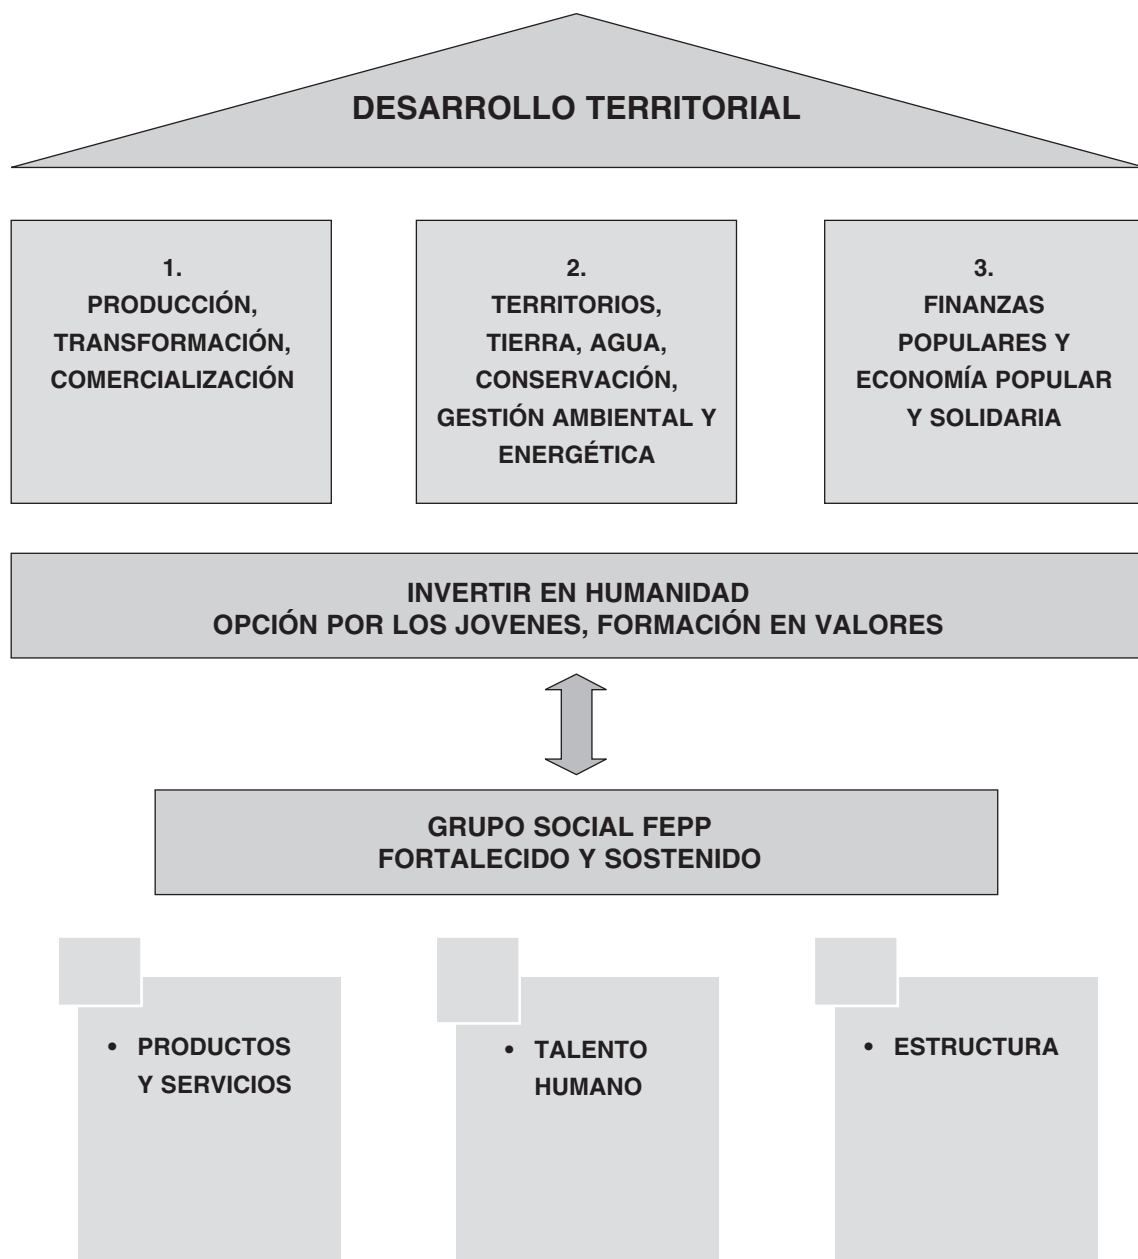 DESARROLLO TERRITORIAL
1.
PRODUCCIÓN,
TRANSFORMACIÓN,
COMERCIALIZACIÓN
2.
TERRITORIOS,
TIERRA, AGUA,
CONSERVACIÓN,
GESTIÓN AMBIENTAL Y
ENERGÉTICA
3.
FINANZAS
POPULARES Y
ECONOMÍA POPULAR
Y SOLIDARIA
INVERTIR EN HUMANIDAD
OPCIÓN POR LOS JOVENES, FORMACIÓN EN VALORES
GRUPO SOCIAL FEPP
FORTALECIDO Y SOSTENIDO
• PRODUCTOS
Y SERVICIOS
• TALENTO
HUMANO
• ESTRUCTURA